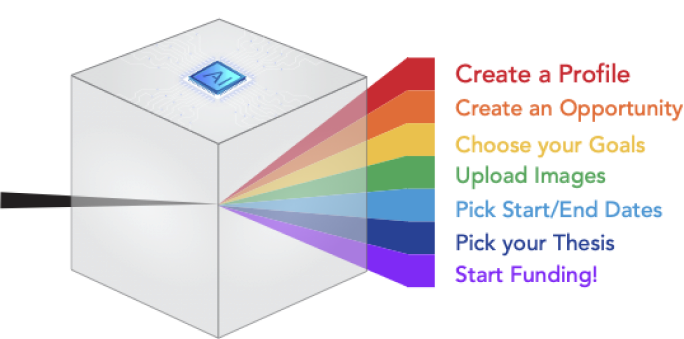 AI
Create a Profile
Create an Opportunity
Choose your Goals
Upload Images
Pick Start/End Dates
Pick your Thesis
Start Funding!